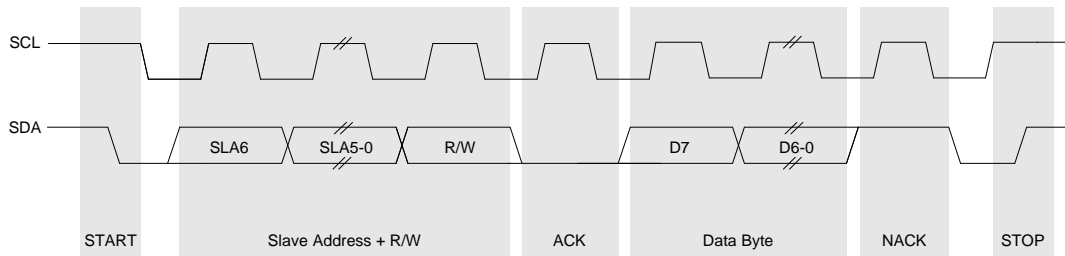 SCL
SDA
SLA6 SLA5-0 R/W D7 D6-0
START Slave Address + R/W ACK Data Byte NACK STOP